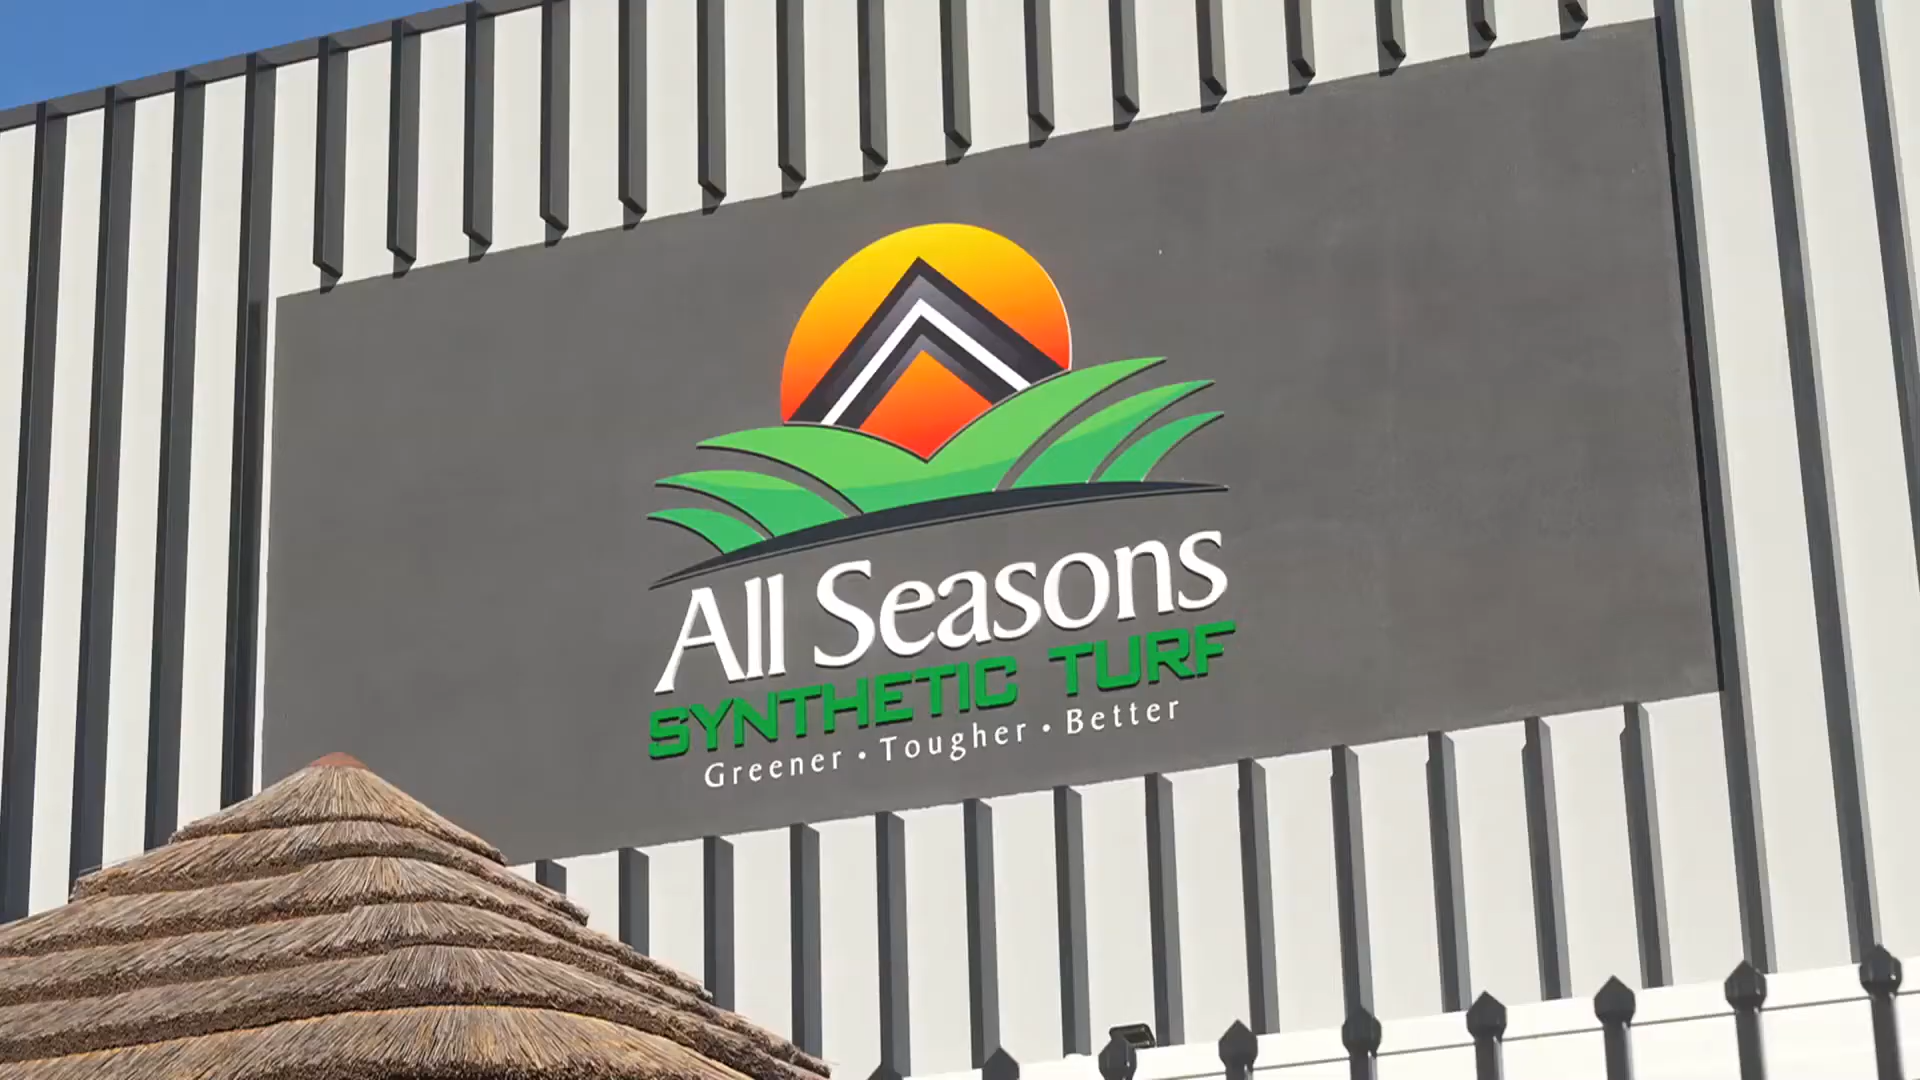 All Seasons
SYNTHETIC TURF
Greener • Tougher • Better